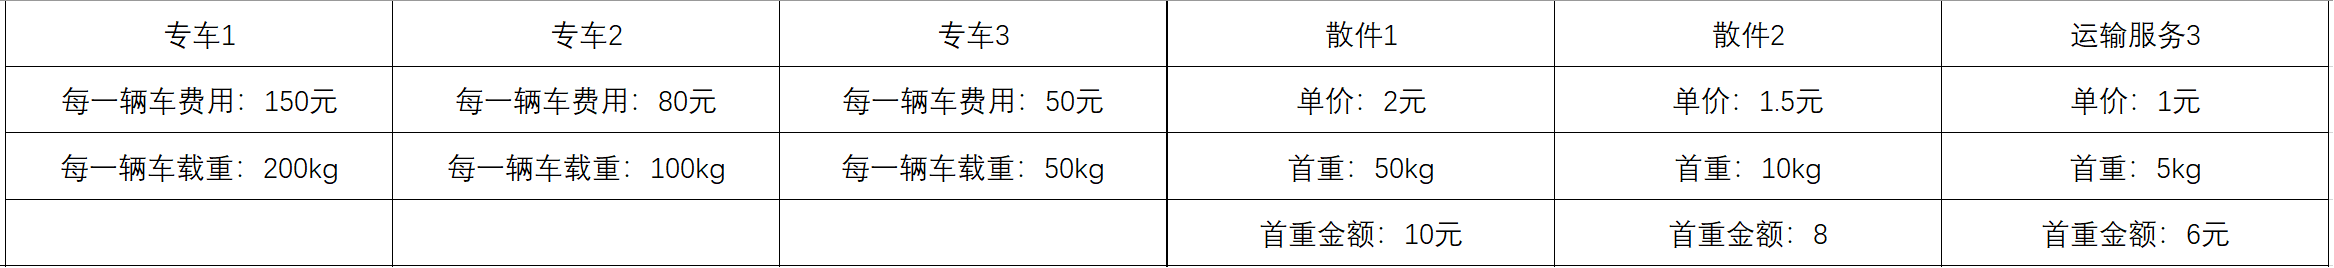 专车1 专车2 专车3 散件1 散件2 运输服务3
每一辆车费用：150元 每一辆车费用：80元 每一辆车费用：50元 单价：2元 单价：1.5元 单价：1元
每一辆车载重：200kg 每一辆车载重：100kg 每一辆车载重：50kg 首重：50kg 首重：10kg 首重：5kg
首重金额：10元 首重金额：8 首重金额：6元